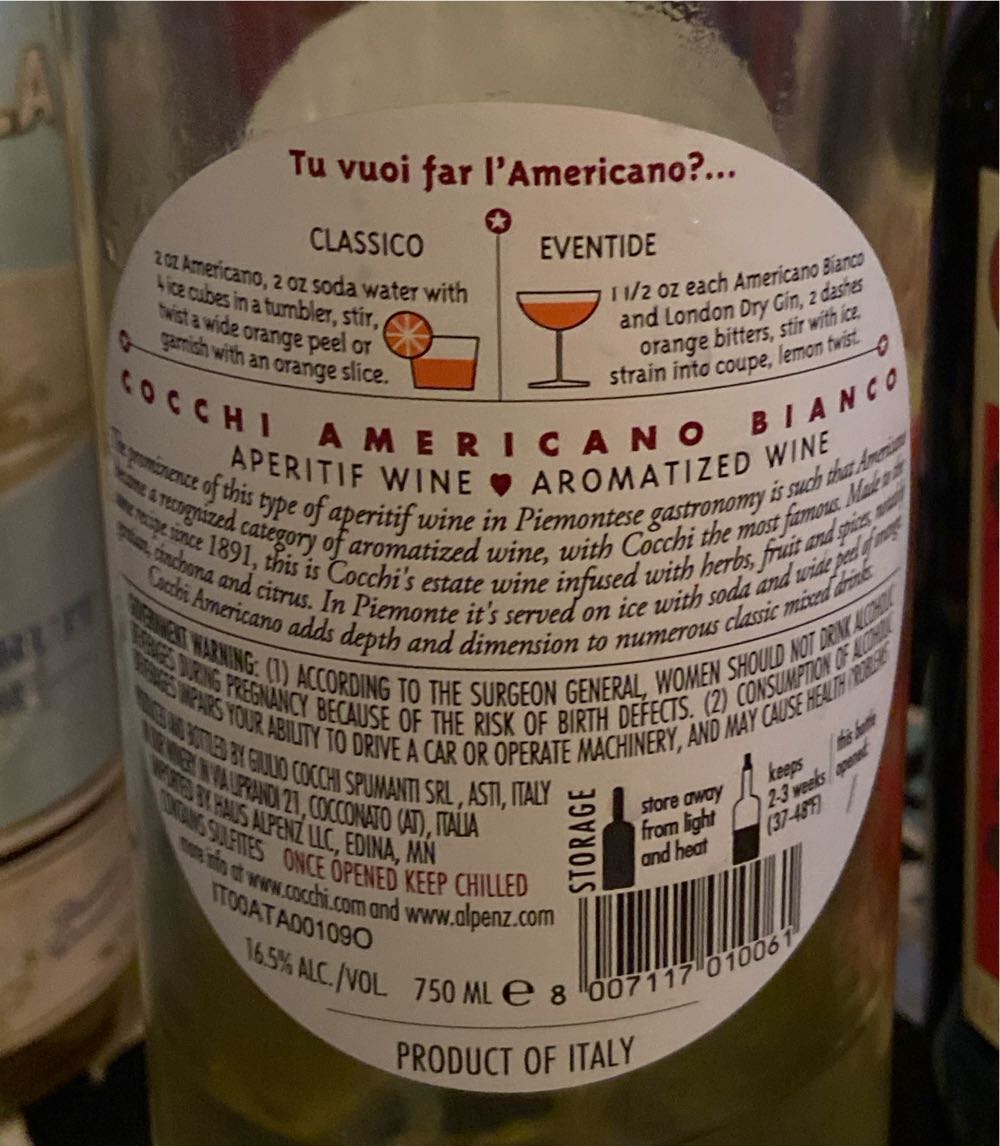 Tu vuoi far l'Americano?...
CLASSICO
2 oz Americano, 2 oz soda water with
4 ice cubes in a tumbler, stir,
twist a wide orange peel or
garnish with an orange slice.
EVENTIDE
1 1/2 oz each Americano Bianco
and London Dry Gin, 2 dashes
orange bitters, stir with ice,
strain into coupe, lemon twist.
COCCHI AMERICANO BIANCO
APERITIF WINE ♥ AROMATIZED WINE
The prominence of this type of aperitif wine in Piemontese gastronomy is such that Americano
became a recognized category of aromatized wine, with Cocchi the most famous. Made to the
same recipe since 1891, this is Cocchi's estate wine infused with herbs, fruit and spices, notably
gentian, cinchona and citrus. In Piemonte it's served on ice with soda and wide peel of orange.
Cocchi Americano adds depth and dimension to numerous classic mixed drinks.
GOVERNMENT WARNING: (1) ACCORDING TO THE SURGEON GENERAL, WOMEN SHOULD NOT DRINK ALCOHOLIC
BEVERAGES DURING PREGNANCY BECAUSE OF THE RISK OF BIRTH DEFECTS. (2) CONSUMPTION OF ALCOHOLIC
BEVERAGES IMPAIRS YOUR ABILITY TO DRIVE A CAR OR OPERATE MACHINERY, AND MAY CAUSE HEALTH PROBLEMS
PRODUCED AND BOTTLED BY GIULIO COCCHI SPUMANTI SRL, ASTI, ITALY
IN OUR WINERY IN VIA LIPRANDI 21, COCCONATO (AT), ITALIA
IMPORTED BY HAUS ALPENZ LLC, EDINA, MN
CONTAINS SULFITES ONCE OPENED KEEP CHILLED
more info at www.cocchi.com and www.alpenz.com
IT00ATA00109O
16.5% ALC./VOL 750 ML e
STORAGE
store away
from light
and heat
keeps
2-3 weeks
(37-48°F)
this bottle
opened:
/
8 007117 010061
PRODUCT OF ITALY